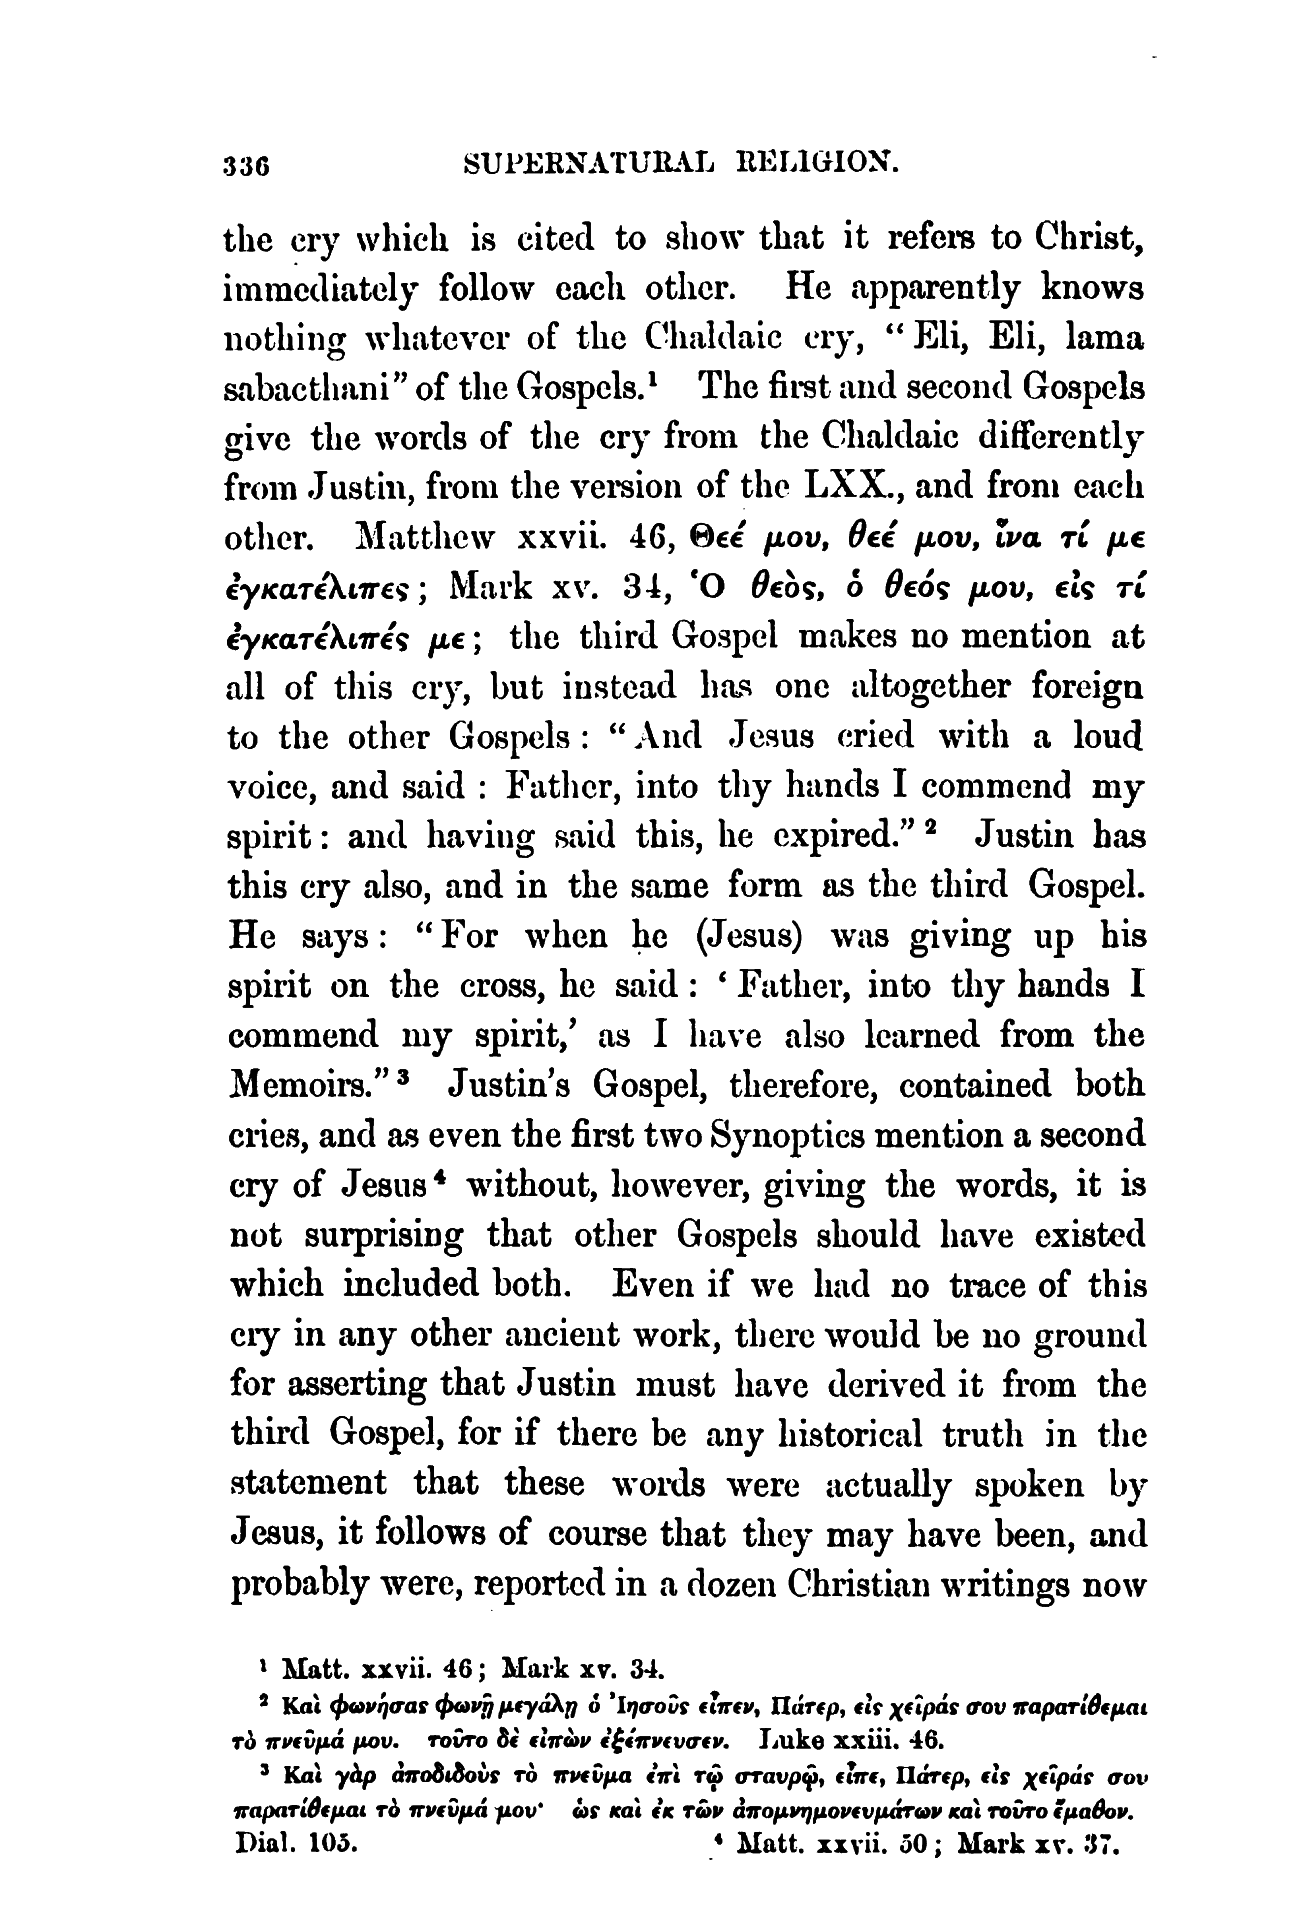 336 SUPERNATURAL RELIGION.
the cry which is cited to show that it refers to Christ,
immediately follow each other. He apparently knows
nothing whatever of the Chaldaic cry, “Eli, Eli, lama
sabacthani” of the Gospels.¹ The first and second Gospels
give the words of the cry from the Chaldaic differently
from Justin, from the version of the LXX., and from each
other. Matthew xxvii. 46, Θεέ μου, θεέ μου, ἵνα τί με
ἐγκατέλιπες; Mark xv. 34, Ὁ θεὸς, ὁ θεός μου, εἰς τί
ἐγκατέλιπές με; the third Gospel makes no mention at
all of this cry, but instead has one altogether foreign
to the other Gospels : “And Jesus cried with a loud
voice, and said : Father, into thy hands I commend my
spirit : and having said this, he expired.”² Justin has
this cry also, and in the same form as the third Gospel.
He says : “For when he (Jesus) was giving up his
spirit on the cross, he said : ‘Father, into thy hands I
commend my spirit,’ as I have also learned from the
Memoirs.”³ Justin’s Gospel, therefore, contained both
cries, and as even the first two Synoptics mention a second
cry of Jesus⁴ without, however, giving the words, it is
not surprising that other Gospels should have existed
which included both. Even if we had no trace of this
cry in any other ancient work, there would be no ground
for asserting that Justin must have derived it from the
third Gospel, for if there be any historical truth in the
statement that these words were actually spoken by
Jesus, it follows of course that they may have been, and
probably were, reported in a dozen Christian writings now
¹ Matt. xxvii. 46; Mark xv. 34.
² Καὶ φωνήσας φωνῇ μεγάλῃ ὁ Ἰησοῦς εἶπεν, Πάτερ, εἰς χεῖράς σου παρατίθεμαι
τὸ πνεῦμά μου. τοῦτο δὲ εἰπὼν ἐξέπνευσεν. Luke xxiii. 46.
³ Καὶ γὰρ ἀποδιδοὺς τὸ πνεῦμα ἐπὶ τῷ σταυρῷ, εἶπε, Πάτερ, εἰς χεῖράς σου
παρατίθεμαι τὸ πνεῦμά μου· ὡς καὶ ἐκ τῶν ἀπομνημονευμάτων καὶ τοῦτο ἔμαθον.
Dial. 105. ⁴ Matt. xxvii. 50; Mark xv. 37.